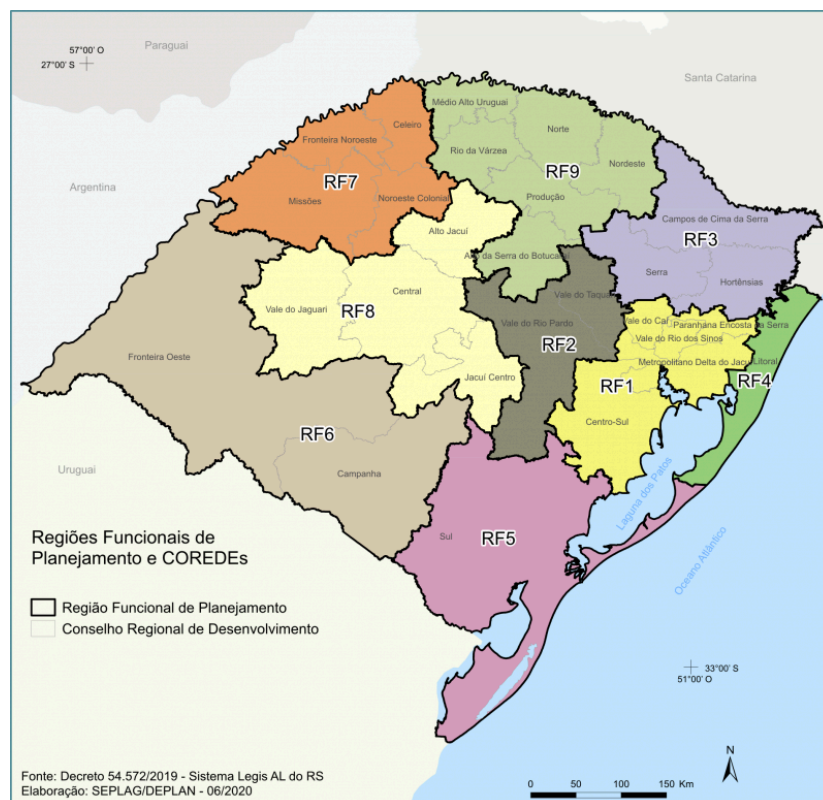 Paraguai
57°00' O
27°00' S
Santa Catarina
Argentina
Médio Alto Uruguai
Norte
Celeiro
Fronteira Noroeste
Rio da Várzea
Nordeste
RF9
RF7
Missões
Noroeste Colonial
Produção
Campos de Cima da Serra
Alto Jacuí
RF3
Alto da Serra do Botucaraí
Serra
Hortênsias
Central
Vale do Taquari
Vale do Jaguari
RF8
Vale do Rio Pardo
Vale do Caí
Paranhana Encosta da Serra
Vale do Rio dos Sinos
RF2
Fronteira Oeste
Metropolitano Delta do Jacuí
Litoral
Jacuí Centro
RF1
RF4
Centro-Sul
RF6
Uruguai
Campanha
Laguna dos Patos
Sul
RF5
Oceano Atlântico
Regiões Funcionais de
Planejamento e COREDEs
Região Funcional de Planejamento
Conselho Regional de Desenvolvimento
33°00' S
51°00' O
N
Fonte: Decreto 54.572/2019 - Sistema Legis AL do RS
Elaboração: SEPLAG/DEPLAN - 06/2020
0 50 100 150 Km